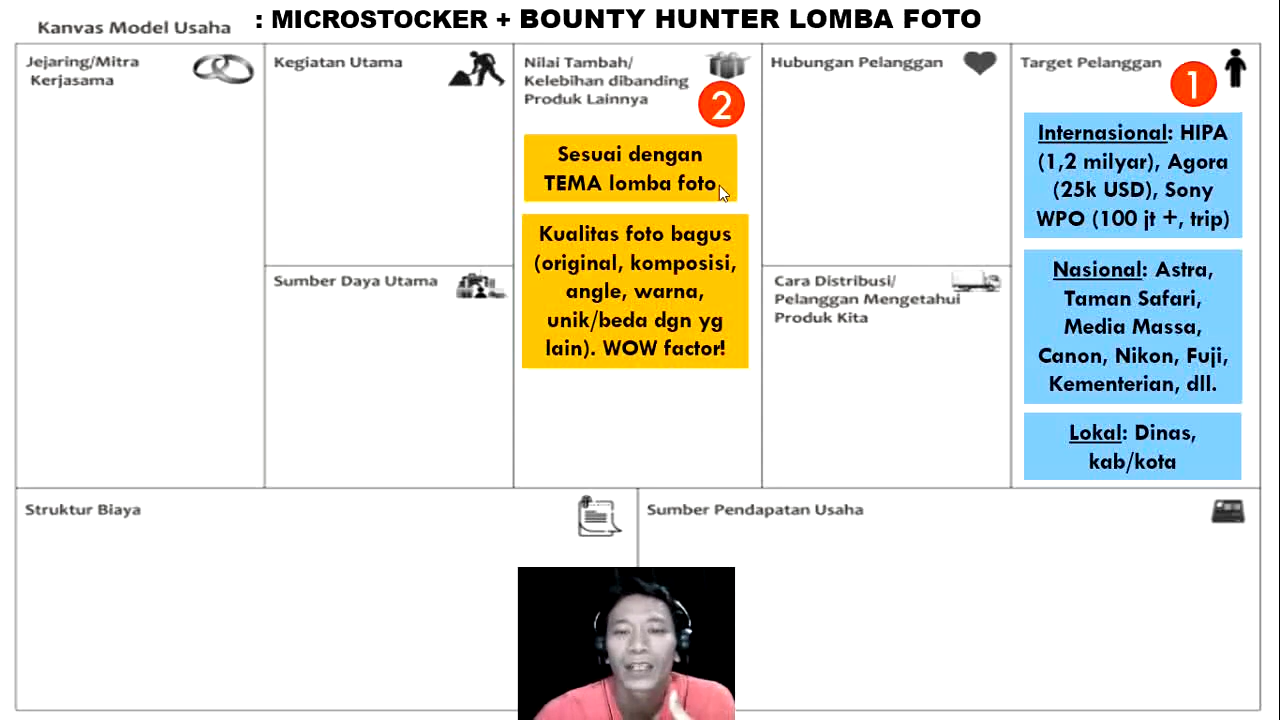 Kanvas Model Usaha : MICROSTOCKER + BOUNTY HUNTER LOMBA FOTO
Jejaring/Mitra
Kerjasama
Kegiatan Utama
Sumber Daya Utama
Nilai Tambah/
Kelebihan dibanding
Produk Lainnya
2
Sesuai dengan
TEMA lomba foto
Kualitas foto bagus
(original, komposisi,
angle, warna,
unik/beda dgn yg
lain). WOW factor!
Hubungan Pelanggan
Cara Distribusi/
Pelanggan Mengetahui
Produk Kita
Target Pelanggan
1
Internasional: HIPA
(1,2 milyar), Agora
(25k USD), Sony
WPO (100 jt +, trip)
Nasional: Astra,
Taman Safari,
Media Massa,
Canon, Nikon, Fuji,
Kementerian, dll.
Lokal: Dinas,
kab/kota
Struktur Biaya
Sumber Pendapatan Usaha